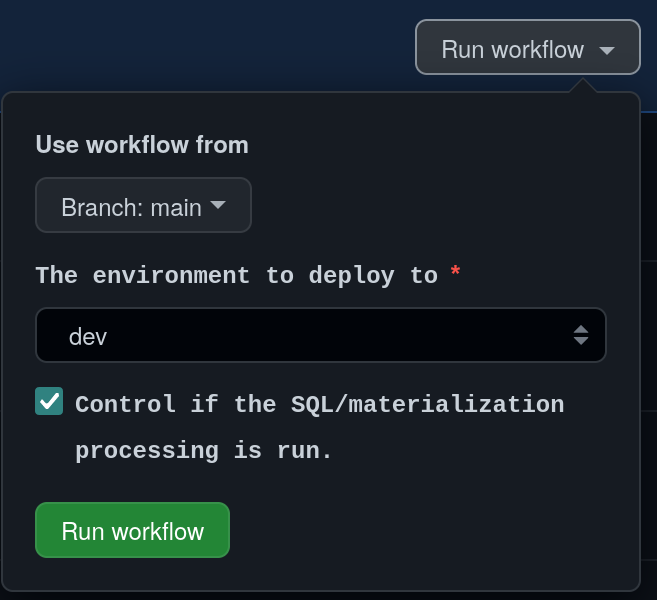 Run workflow
Use workflow from
Branch: main
The environment to deploy to *
dev
Control if the SQL/materialization
processing is run.
Run workflow